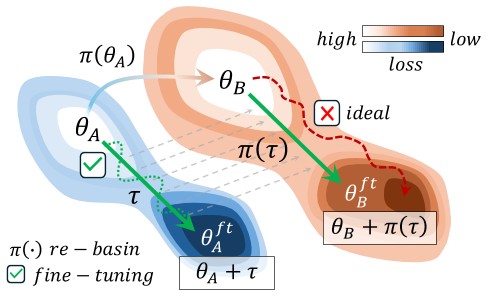 high low
loss
π(θ_A)
θ_B
ideal
θ_A
π(τ)
τ
θ_B^{ft}
θ_B + π(τ)
θ_A^{ft}
π(·) re − basin
fine − tuning
θ_A + τ